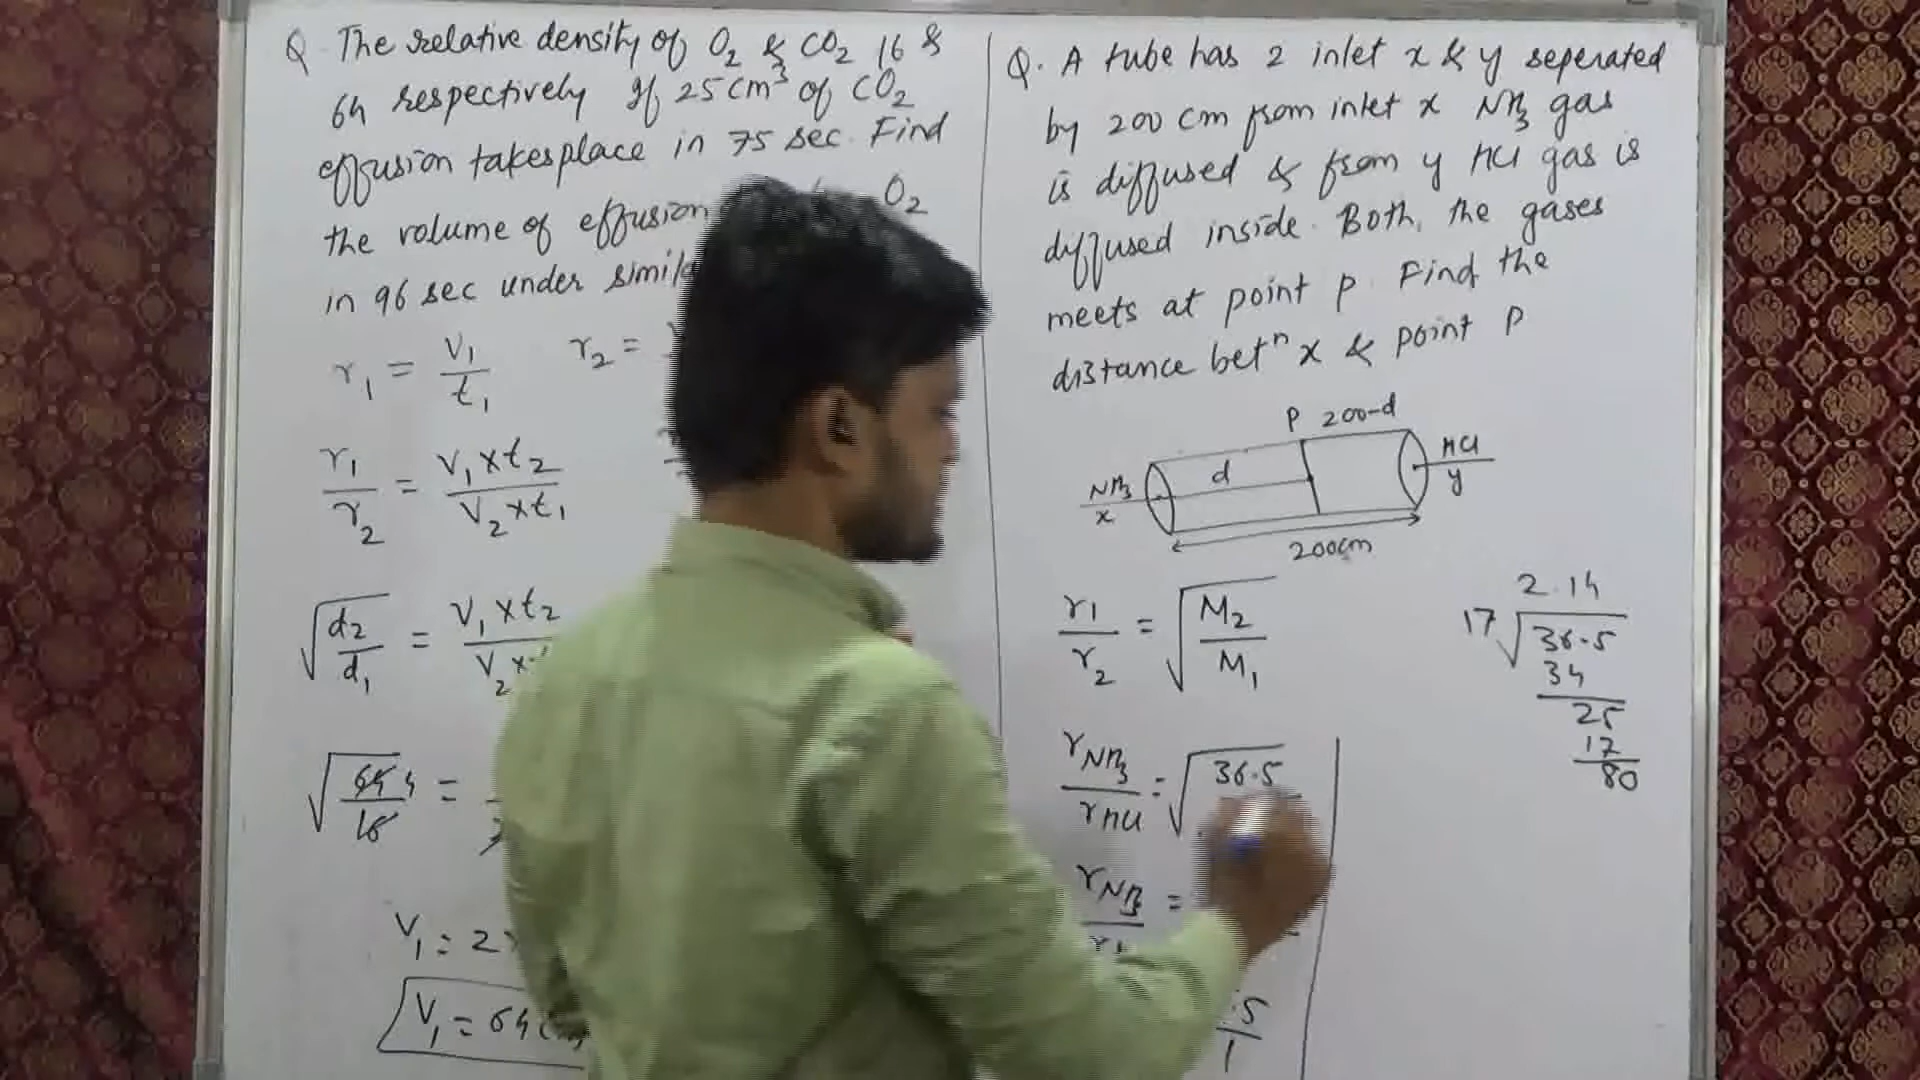 Q. The relative density of O2 & CO2 16 &
64 respectively If 25 cm3 of CO2
effusion takesplace in 75 sec. Find
the volume of effusion O2
in 96 sec under
r1 = V1/t1 r2 =
r1/r2 = V1 x t2 / V2 x t1
√d2/d1 = V1 x t2 / V2 x
√64/16 4 =
V1 = 2
V1 = 64
Q. A tube has 2 inlet x & y seperated
by 200 cm from inlet x NH3 gas
is diffused & from y HCl gas is
diffused inside. Both, the gases
meets at point p. Find the
distance betn x & point P
P 200-d
NH3/x d HCl/y
200cm
r1/r2 = √M2/M1
rNH3/rHCl = √36.5
rNH3 =
.5/1
2.14
17 √36.5
34
25
17
80